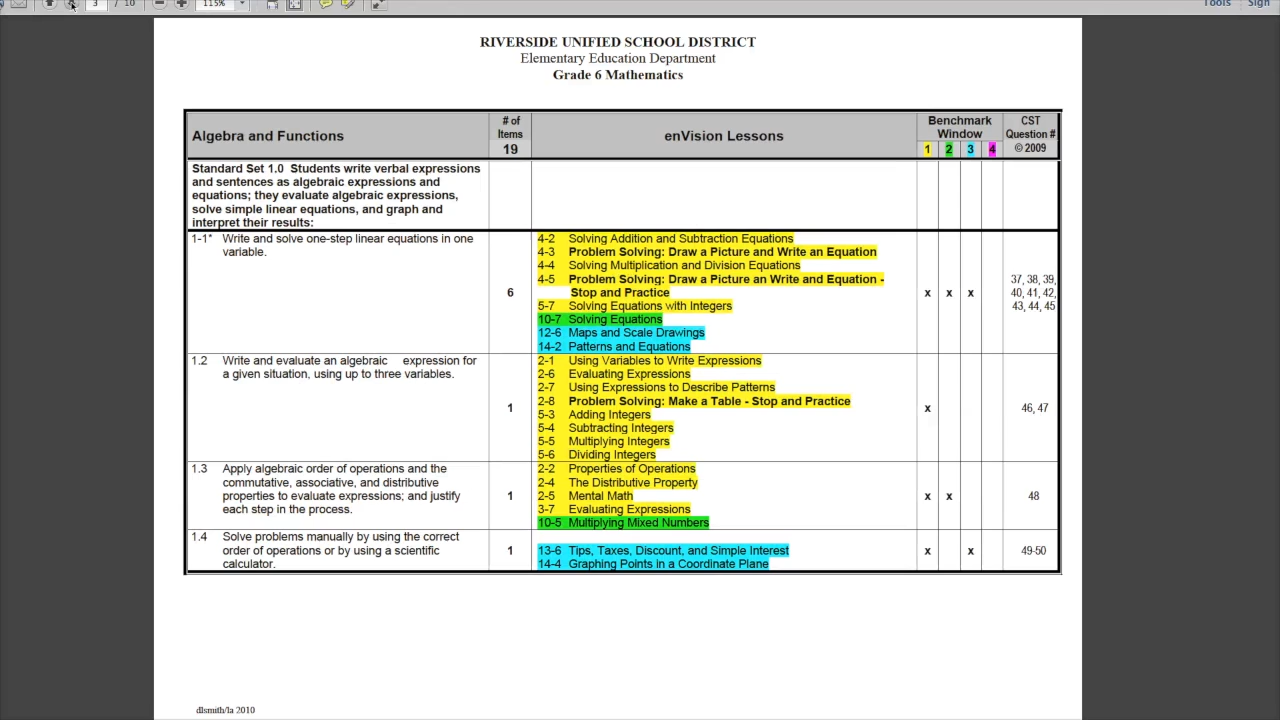 3 / 10 115% Tools Sign
RIVERSIDE UNIFIED SCHOOL DISTRICT
Elementary Education Department
Grade 6 Mathematics
Algebra and Functions
# of
Items
19
enVision Lessons
Benchmark
Window
1 2 3 4
CST
Question #
© 2009
Standard Set 1.0 Students write verbal expressions
and sentences as algebraic expressions and
equations; they evaluate algebraic expressions,
solve simple linear equations, and graph and
interpret their results:
1-1* Write and solve one-step linear equations in one
variable.
6
4-2 Solving Addition and Subtraction Equations
4-3 Problem Solving: Draw a Picture and Write an Equation
4-4 Solving Multiplication and Division Equations
4-5 Problem Solving: Draw a Picture an Write and Equation -
Stop and Practice
5-7 Solving Equations with Integers
10-7 Solving Equations
12-6 Maps and Scale Drawings
14-2 Patterns and Equations
x x x
37, 38, 39,
40, 41, 42,
43, 44, 45
1.2 Write and evaluate an algebraic expression for
a given situation, using up to three variables.
1
2-1 Using Variables to Write Expressions
2-6 Evaluating Expressions
2-7 Using Expressions to Describe Patterns
2-8 Problem Solving: Make a Table - Stop and Practice
5-3 Adding Integers
5-4 Subtracting Integers
5-5 Multiplying Integers
5-6 Dividing Integers
x
46, 47
1.3 Apply algebraic order of operations and the
commutative, associative, and distributive
properties to evaluate expressions; and justify
each step in the process.
1
2-2 Properties of Operations
2-4 The Distributive Property
2-5 Mental Math
3-7 Evaluating Expressions
10-5 Multiplying Mixed Numbers
x x
48
1.4 Solve problems manually by using the correct
order of operations or by using a scientific
calculator.
1
13-6 Tips, Taxes, Discount, and Simple Interest
14-4 Graphing Points in a Coordinate Plane
x x
49-50
dlsmith/la 2010